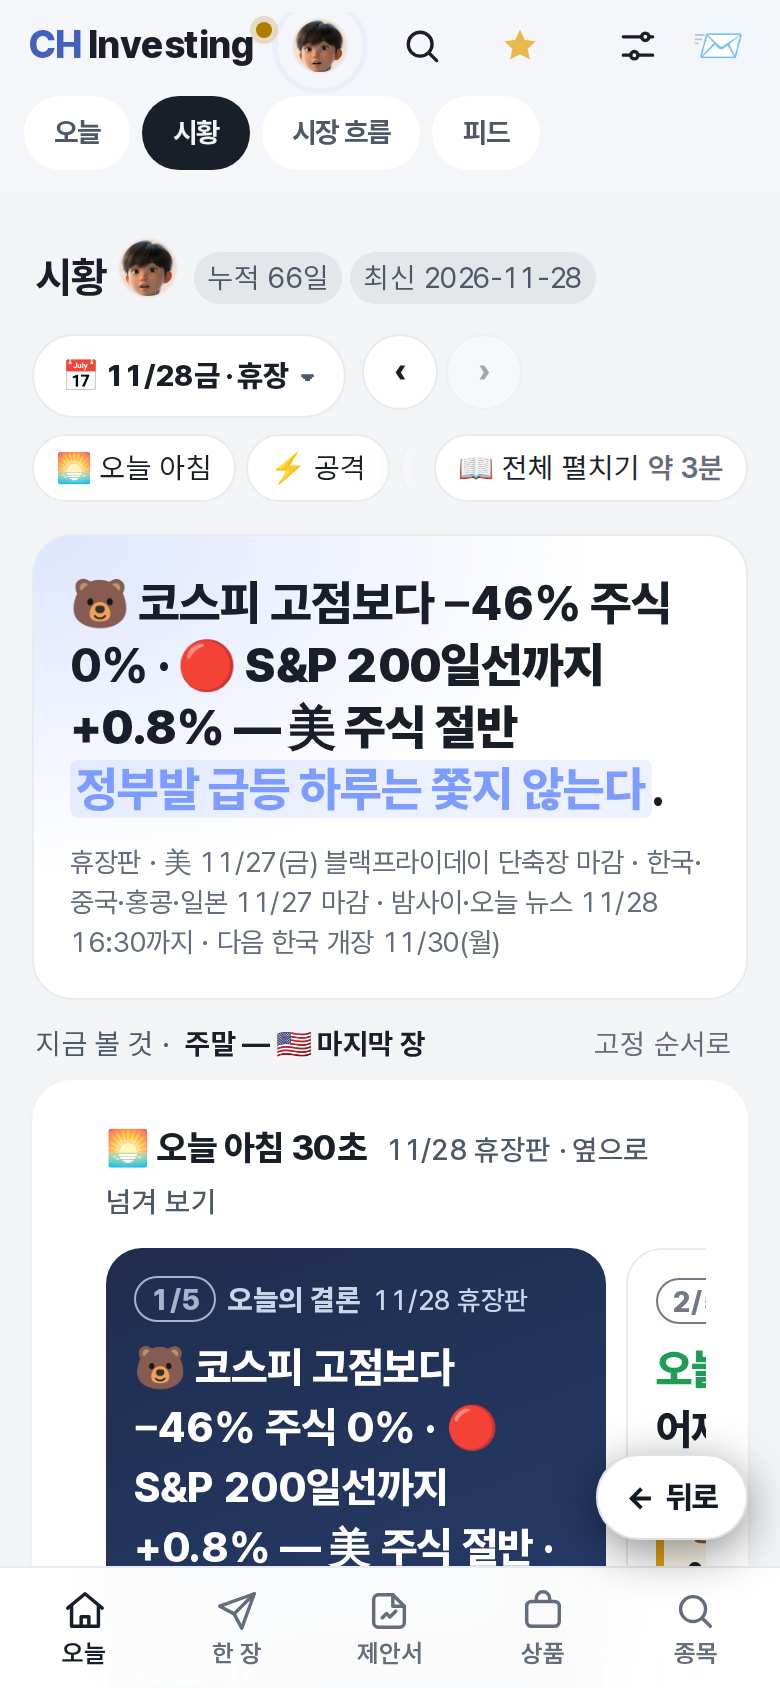 CH Investing
오늘 시황 시장 흐름 피드
시황 누적 66일 최신 2026-11-28
11/28금·휴장 ‹ ›
오늘 아침 ⚡ 공격 전체 펼치기 약 3분
🐻 코스피 고점보다 −46% 주식
0% · 🔴 S&P 200일선까지
+0.8% — 美 주식 절반
정부발 급등 하루는 쫓지 않는다.
휴장판 · 美 11/27(금) 블랙프라이데이 단축장 마감 · 한국·
중국·홍콩·일본 11/27 마감 · 밤사이·오늘 뉴스 11/28
16:30까지 · 다음 한국 개장 11/30(월)
지금 볼 것 · 주말 — 🇺🇸 마지막 장 고정 순서로
🌅 오늘 아침 30초 11/28 휴장판 · 옆으로
넘겨 보기
1/5 오늘의 결론 11/28 휴장판
🐻 코스피 고점보다
−46% 주식 0% · 🔴
S&P 200일선까지
+0.8% — 美 주식 절반 ·
2/
← 뒤로
오늘 한 장 제안서 상품 종목